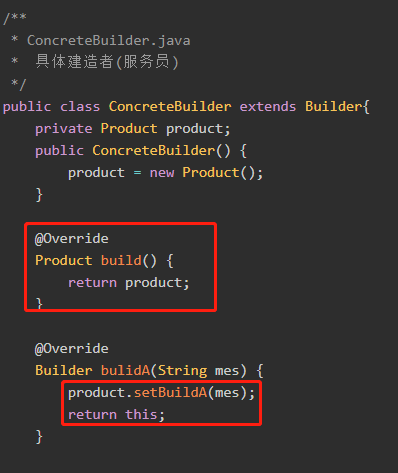 /**
 * ConcreteBuilder.java
 *  具体建造者(服务员)
 */
public class ConcreteBuilder extends Builder{
    private Product product;
    public ConcreteBuilder() {
        product = new Product();
    }
    @Override
    Product build() {
        return product;
    }
    @Override
    Builder bulidA(String mes) {
        product.setBuildA(mes);
        return this;
    }